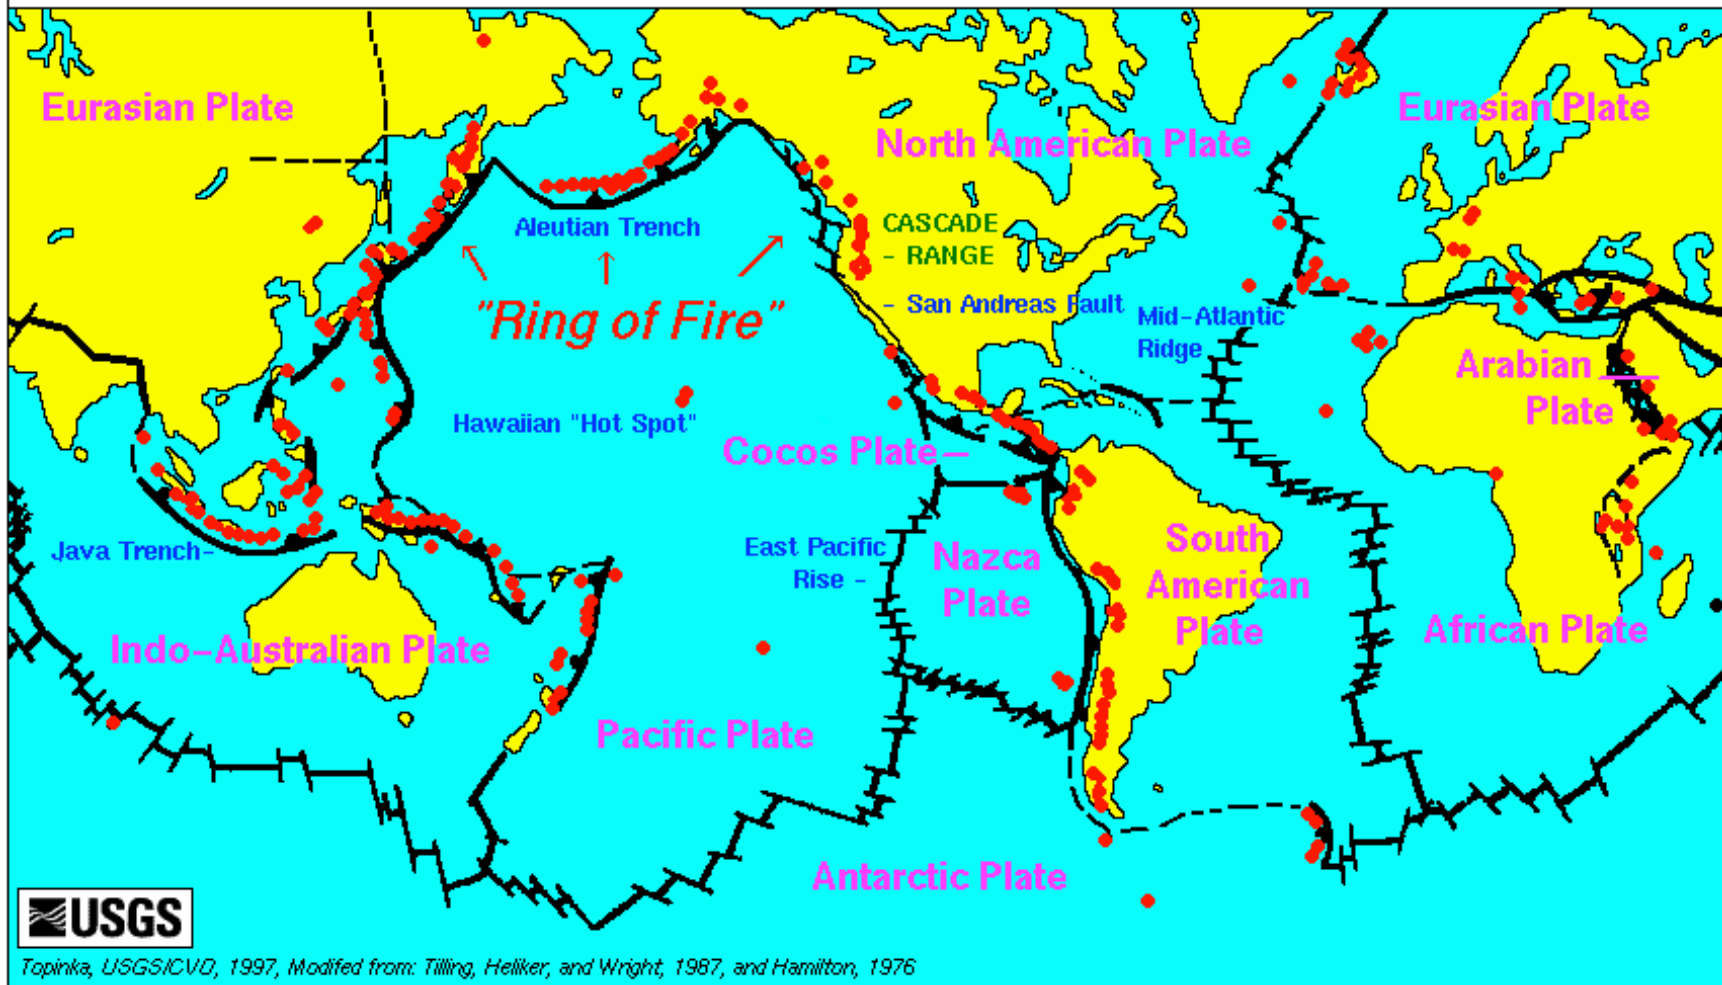 Eurasian Plate
Eurasian Plate
North American Plate
Aleutian Trench
CASCADE
- RANGE
"Ring of Fire"
- San Andreas Fault
Mid-Atlantic
Ridge
Arabian
Plate
Hawaiian "Hot Spot"
Cocos Plate
Java Trench-
East Pacific
Rise -
Nazca
Plate
South
American
Plate
Indo-Australian Plate
African Plate
Pacific Plate
Antarctic Plate
USGS
Topinka, USGS/CVO, 1997, Modifed from: Tilling, Heliker, and Wright, 1987, and Hamilton, 1976